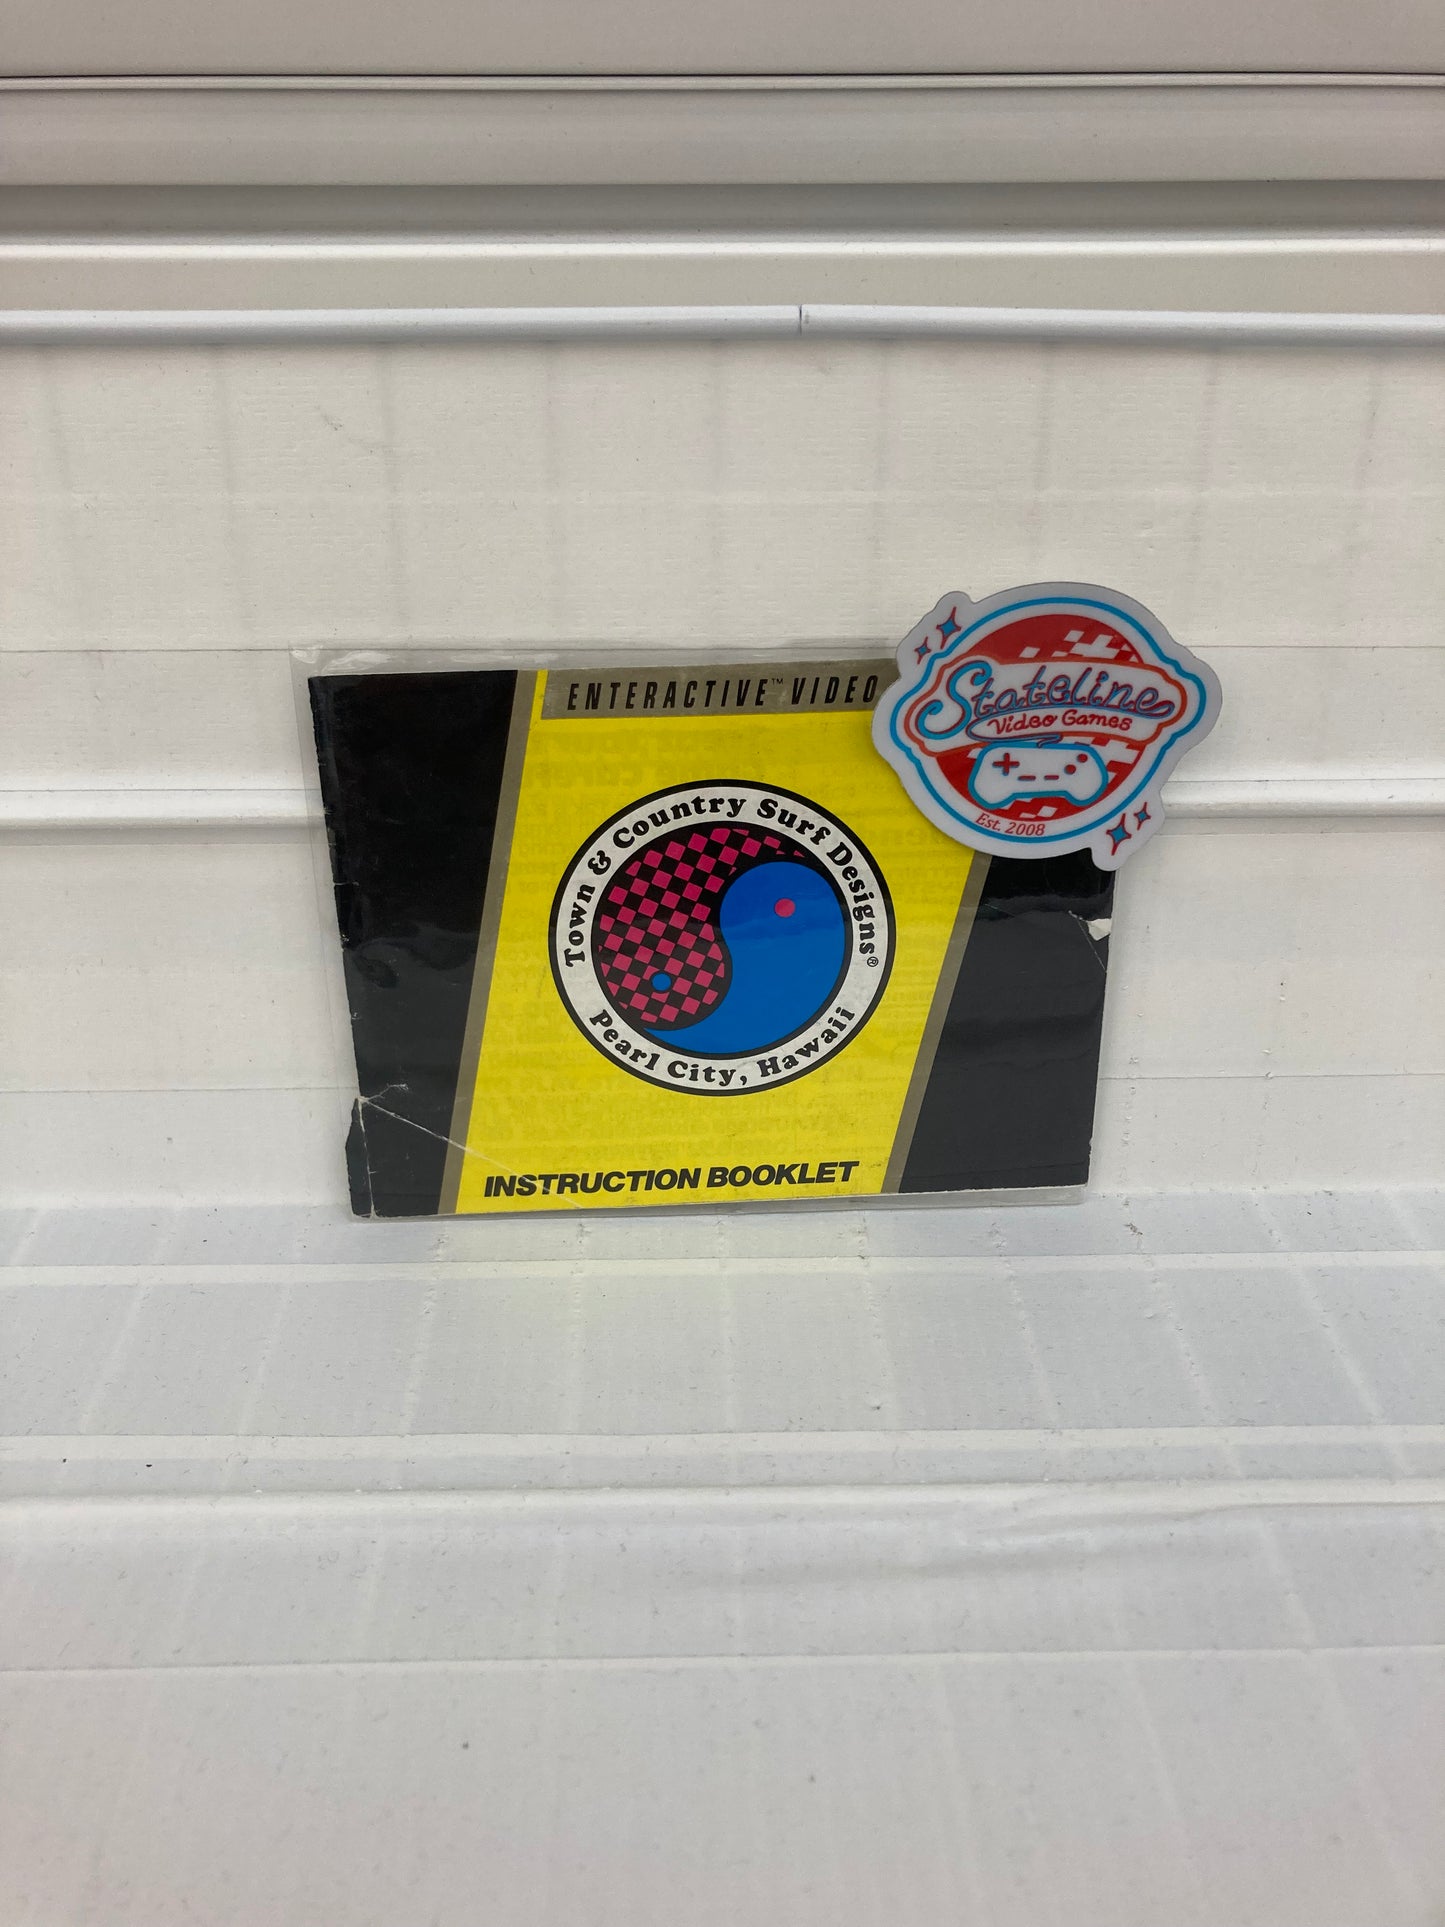 ENTERACTIVE™ VIDEO
Town & Country Surf Designs®
Pearl City, Hawaii
INSTRUCTION BOOKLET
Stateline
Video Games
Est. 2008